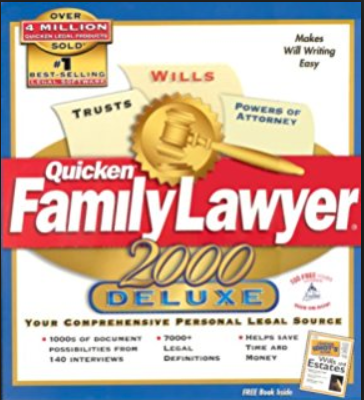 OVER
4 MILLION
QUICKEN LEGAL PRODUCTS
SOLD
#1
BEST-SELLING
LEGAL SOFTWARE
Makes
Will Writing
Easy
TRUSTS
WILLS
POWERS OF
ATTORNEY
Quicken
FamilyLawyer
2000
DELUXE
YOUR COMPREHENSIVE PERSONAL LEGAL SOURCE
• 1000S OF DOCUMENT
POSSIBILITIES FROM
140 INTERVIEWS
• 7000+
LEGAL
DEFINITIONS
• HELPS SAVE
TIME AND
MONEY
Wills and
Estates
FREE Book Inside